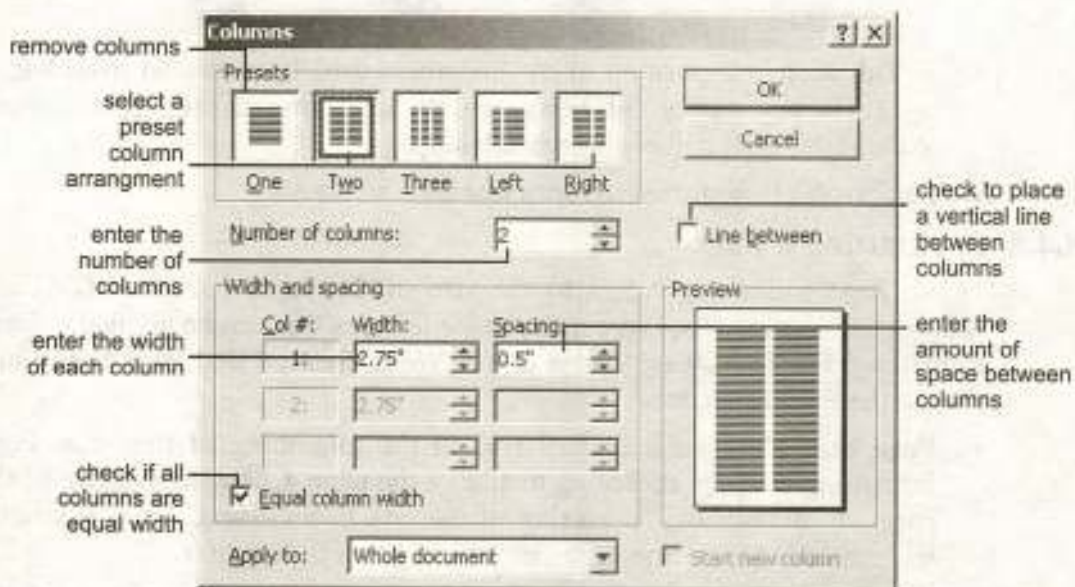 Columns
? X
remove columns
Presets
OK
select a
preset
column
arrangment
Cancel
One Two Three Left Right
check to place
a vertical line
between
columns
enter the
number of
columns
Number of columns: 2
Line between
Width and spacing
Preview
Col #: Width: Spacing:
enter the width
of each column
1: 2.75" 0.5"
enter the
amount of
space between
columns
2: 2.75"
check if all
columns are
equal width
Equal column width
Apply to: Whole document
Start new column